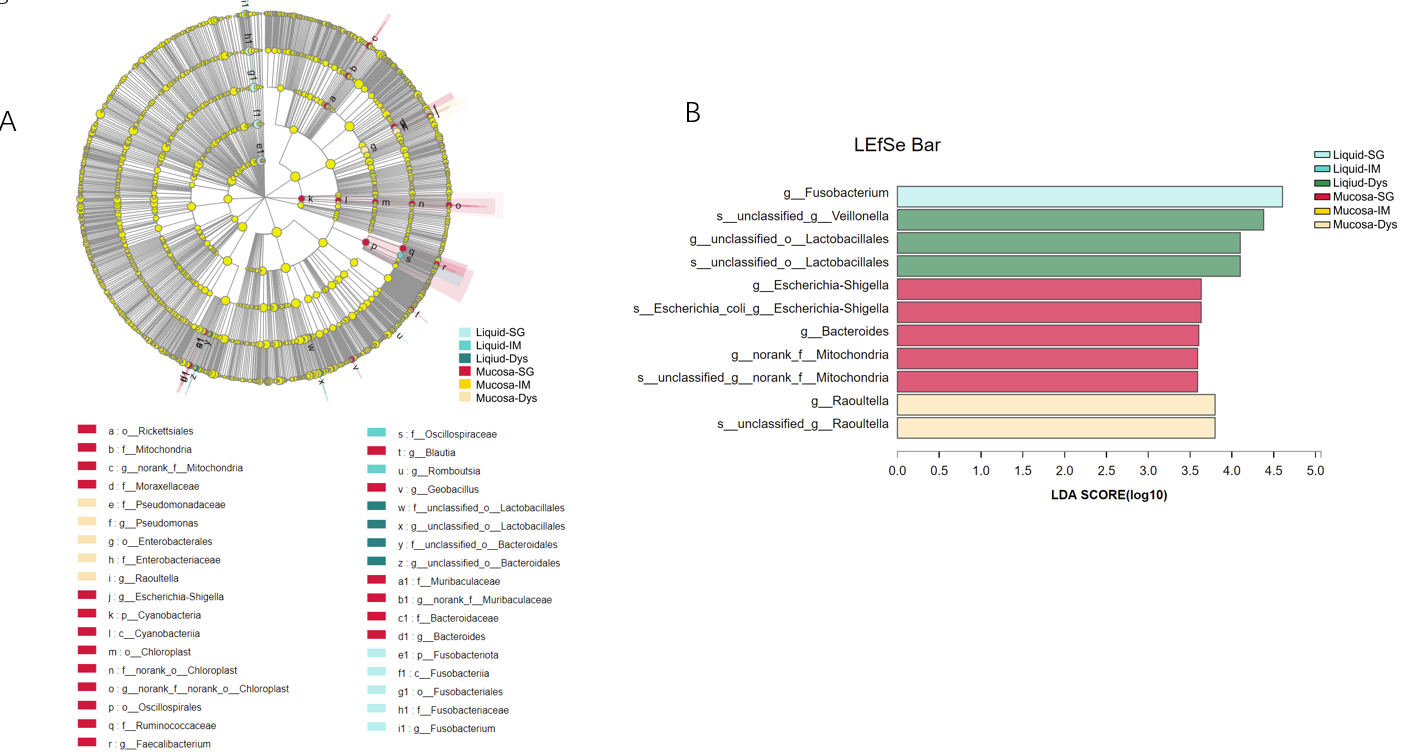 A
i1
h1
g1
f1
e1
c
b
a
g
k
l
m
n
o
p
q
s
r
t
u
w
v
x
z
Liquid-SG
Liquid-IM
Liqiud-Dys
Mucosa-SG
Mucosa-IM
Mucosa-Dys
a : o__Rickettsiales
b : f__Mitochondria
c : g__norank_f__Mitochondria
d : f__Moraxellaceae
e : f__Pseudomonadaceae
f : g__Pseudomonas
g : o__Enterobacterales
h : f__Enterobacteriaceae
i : g__Raoultella
j : g__Escherichia-Shigella
k : p__Cyanobacteria
l : c__Cyanobacteriia
m : o__Chloroplast
n : f__norank_o__Chloroplast
o : g__norank_f__norank_o__Chloroplast
p : o__Oscillospirales
q : f__Ruminococcaceae
r : g__Faecalibacterium
s : f__Oscillospiraceae
t : g__Blautia
u : g__Romboutsia
v : g__Geobacillus
w : f__unclassified_o__Lactobacillales
x : g__unclassified_o__Lactobacillales
y : f__unclassified_o__Bacteroidales
z : g__unclassified_o__Bacteroidales
a1 : f__Muribaculaceae
b1 : g__norank_f__Muribaculaceae
c1 : f__Bacteroidaceae
d1 : g__Bacteroides
e1 : p__Fusobacteriota
f1 : c__Fusobacteriia
g1 : o__Fusobacteriales
h1 : f__Fusobacteriaceae
i1 : g__Fusobacterium
B
LEfSe Bar
Liquid-SG
Liquid-IM
Liqiud-Dys
Mucosa-SG
Mucosa-IM
Mucosa-Dys
g__Fusobacterium
s__unclassified_g__Veillonella
g__unclassified_o__Lactobacillales
s__unclassified_o__Lactobacillales
g__Escherichia-Shigella
s__Escherichia_coli_g__Escherichia-Shigella
g__Bacteroides
g__norank_f__Mitochondria
s__unclassified_g__norank_f__Mitochondria
g__Raoultella
s__unclassified_g__Raoultella
0.0 0.5 1.0 1.5 2.0 2.5 3.0 3.5 4.0 4.5 5.0
LDA SCORE(log10)